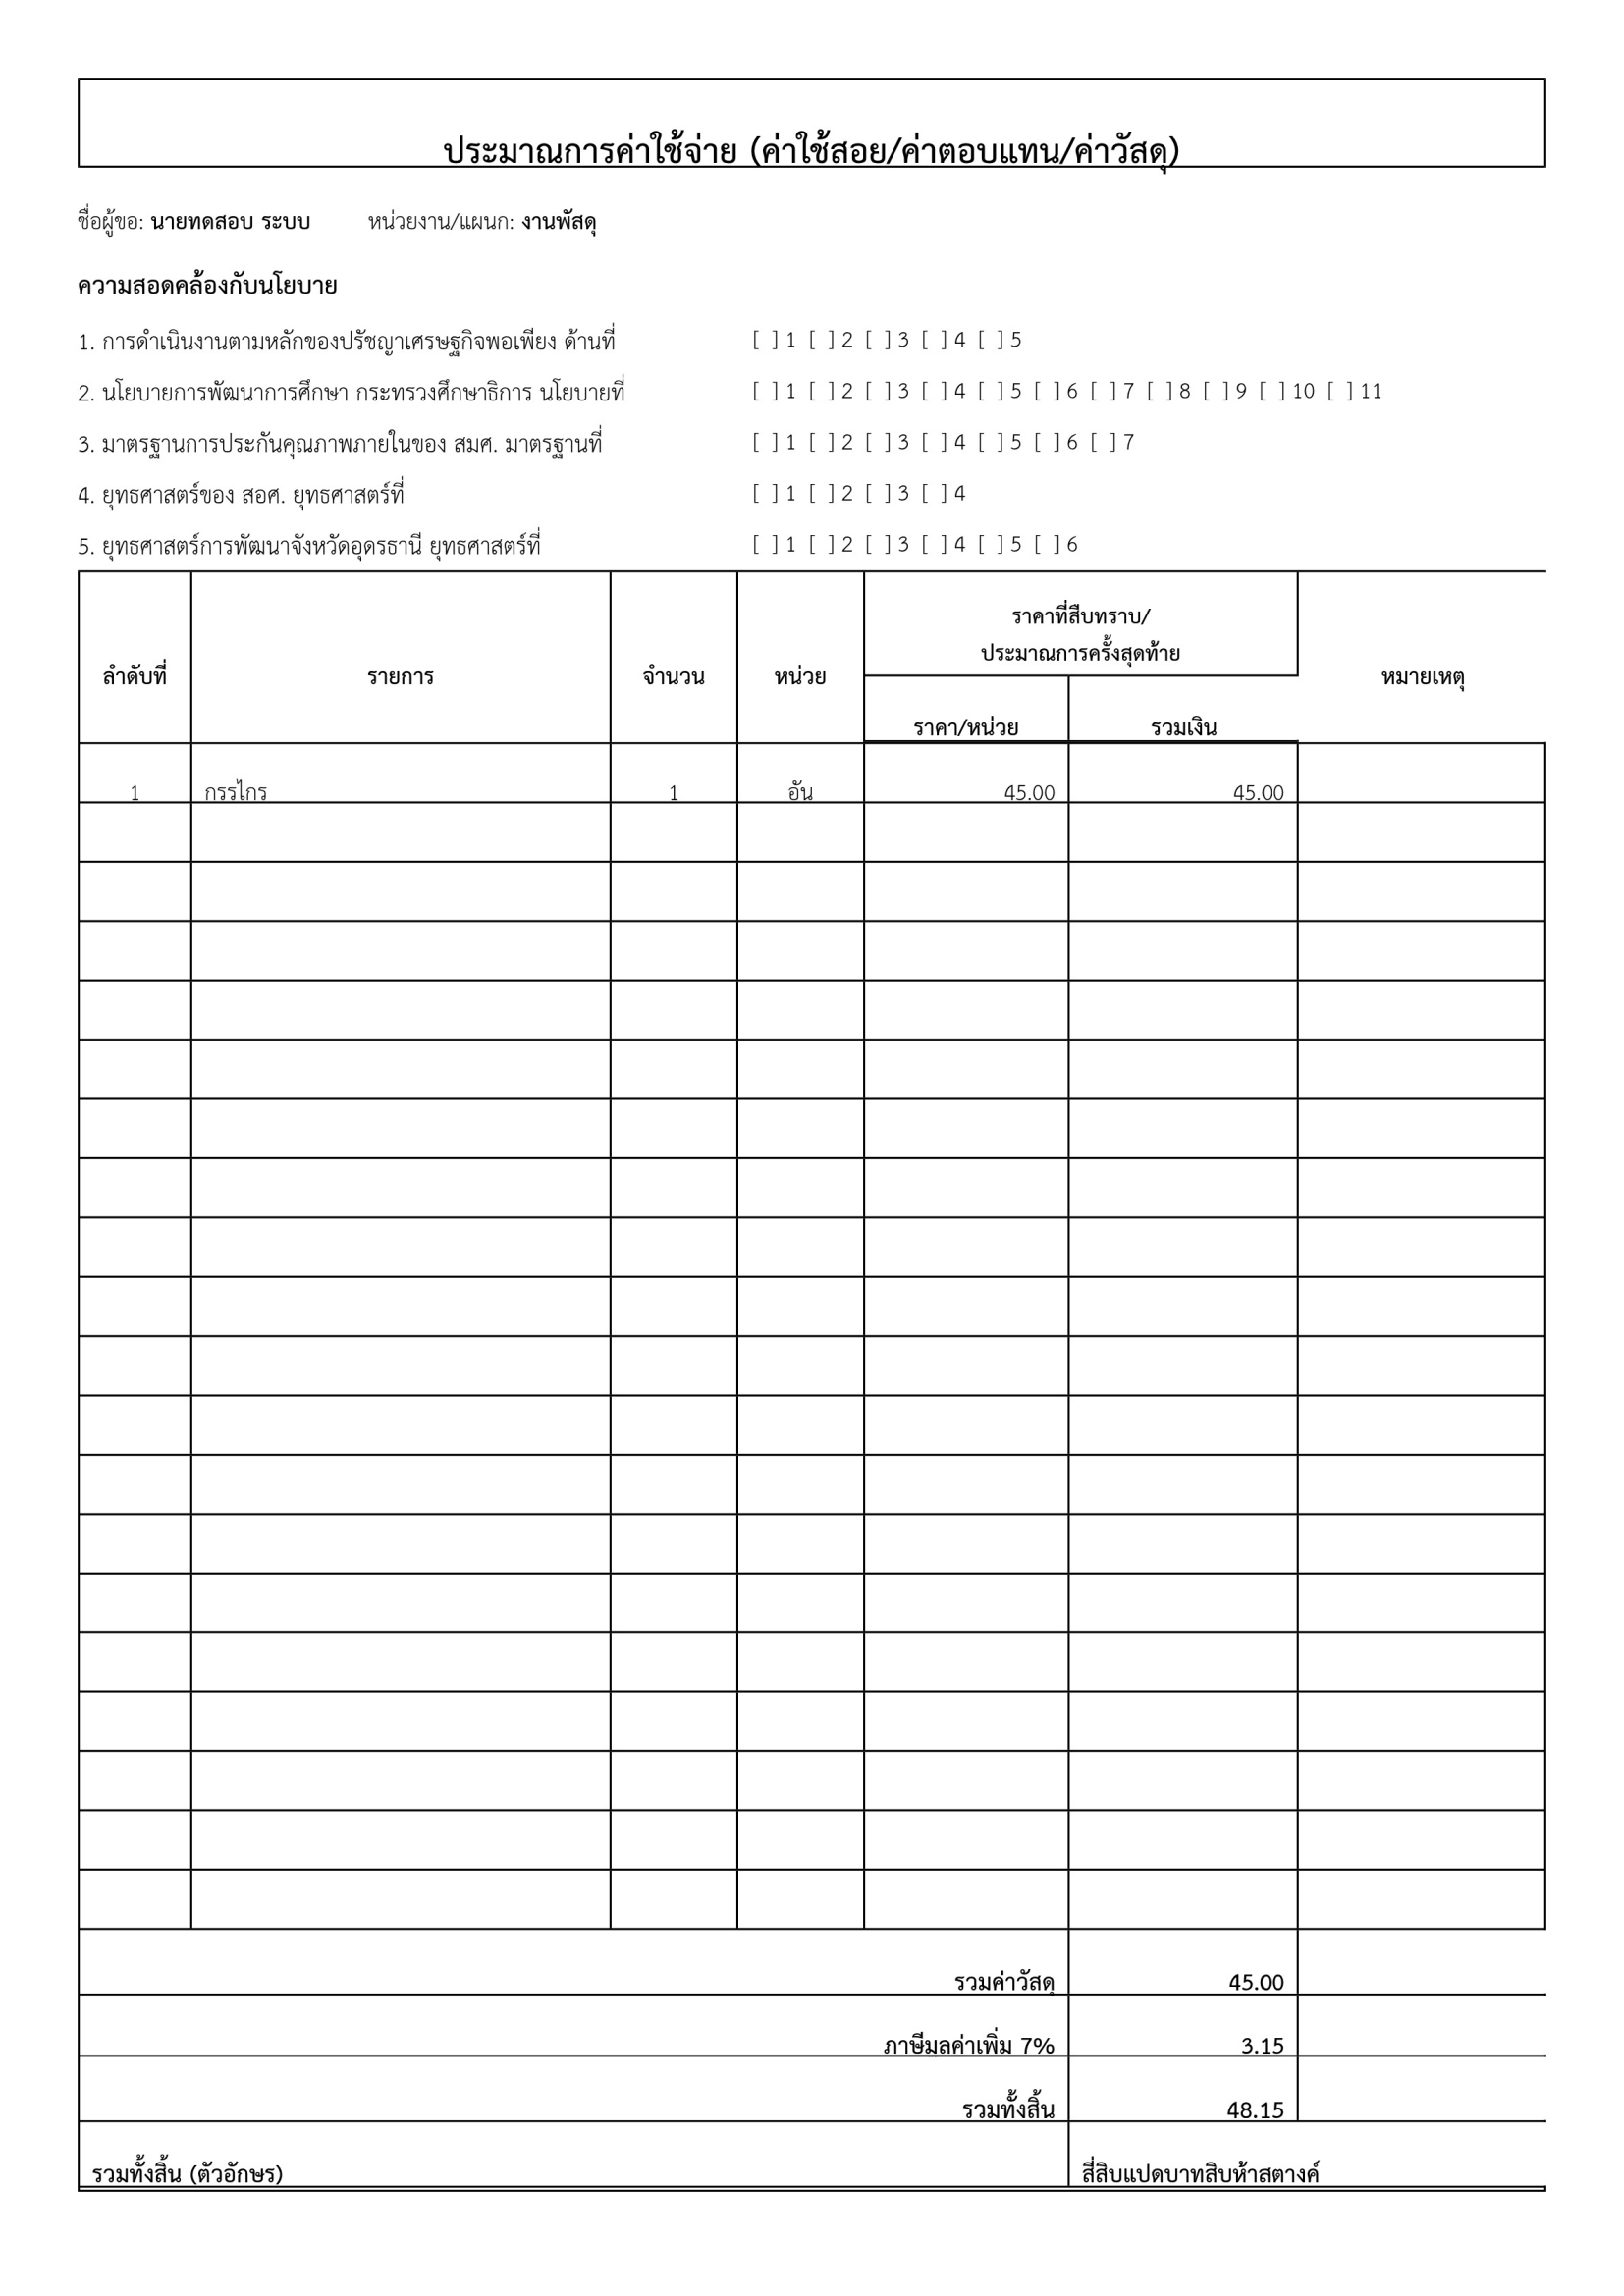 ประมาณการค่าใช้จ่าย (ค่าใช้สอย/ค่าตอบแทน/ค่าวัสดุ)
ชื่อผู้ขอ: นายทดสอบ ระบบ หน่วยงาน/แผนก: งานพัสดุ
ความสอดคล้องกับนโยบาย
1. การดำเนินงานตามหลักของปรัชญาเศรษฐกิจพอเพียง ด้านที่ [ ] 1 [ ] 2 [ ] 3 [ ] 4 [ ] 5
2. นโยบายการพัฒนาการศึกษา กระทรวงศึกษาธิการ นโยบายที่ [ ] 1 [ ] 2 [ ] 3 [ ] 4 [ ] 5 [ ] 6 [ ] 7 [ ] 8 [ ] 9 [ ] 10 [ ] 11
3. มาตรฐานการประกันคุณภาพภายในของ สมศ. มาตรฐานที่ [ ] 1 [ ] 2 [ ] 3 [ ] 4 [ ] 5 [ ] 6 [ ] 7
4. ยุทธศาสตร์ของ สอศ. ยุทธศาสตร์ที่ [ ] 1 [ ] 2 [ ] 3 [ ] 4
5. ยุทธศาสตร์การพัฒนาจังหวัดอุดรธานี ยุทธศาสตร์ที่ [ ] 1 [ ] 2 [ ] 3 [ ] 4 [ ] 5 [ ] 6
ราคาที่สืบทราบ/
ประมาณการครั้งสุดท้าย
ลำดับที่ รายการ จำนวน หน่วย หมายเหตุ
ราคา/หน่วย รวมเงิน
1 กรรไกร 1 อัน 45.00 45.00
รวมค่าวัสดุ 45.00
ภาษีมลค่าเพิ่ม 7% 3.15
รวมทั้งสิ้น 48.15
รวมทั้งสิ้น (ตัวอักษร) สี่สิบแปดบาทสิบห้าสตางค์